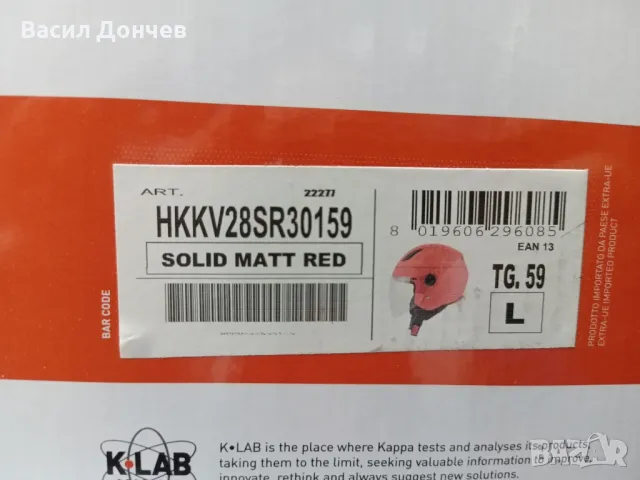 Васил Дончев
ART.
22277
HKKV28SR30159
SOLID MATT RED
8 019606 296085
EAN 13
TG. 59
L
BAR CODE
PRODOTTO IMPORTATO DA PAESE EXTRA-UE
EXTRA-UE IMPORTED PRODUCT
K•LAB
K•LAB is the place where Kappa tests and analyses its products,
taking them to the limit, seeking valuable information to improve,
innovate, rethink and always suggest new solutions.